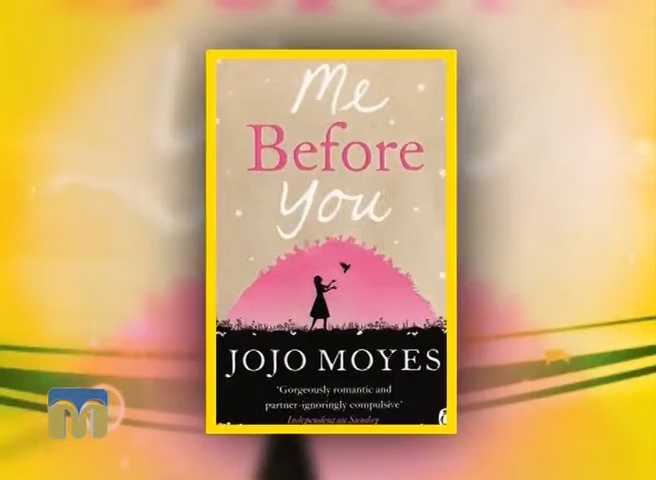 Me
Before
You
JOJO MOYES
'Gorgeously romantic and
partner-ignoringly compulsive'
Independent on Sunday